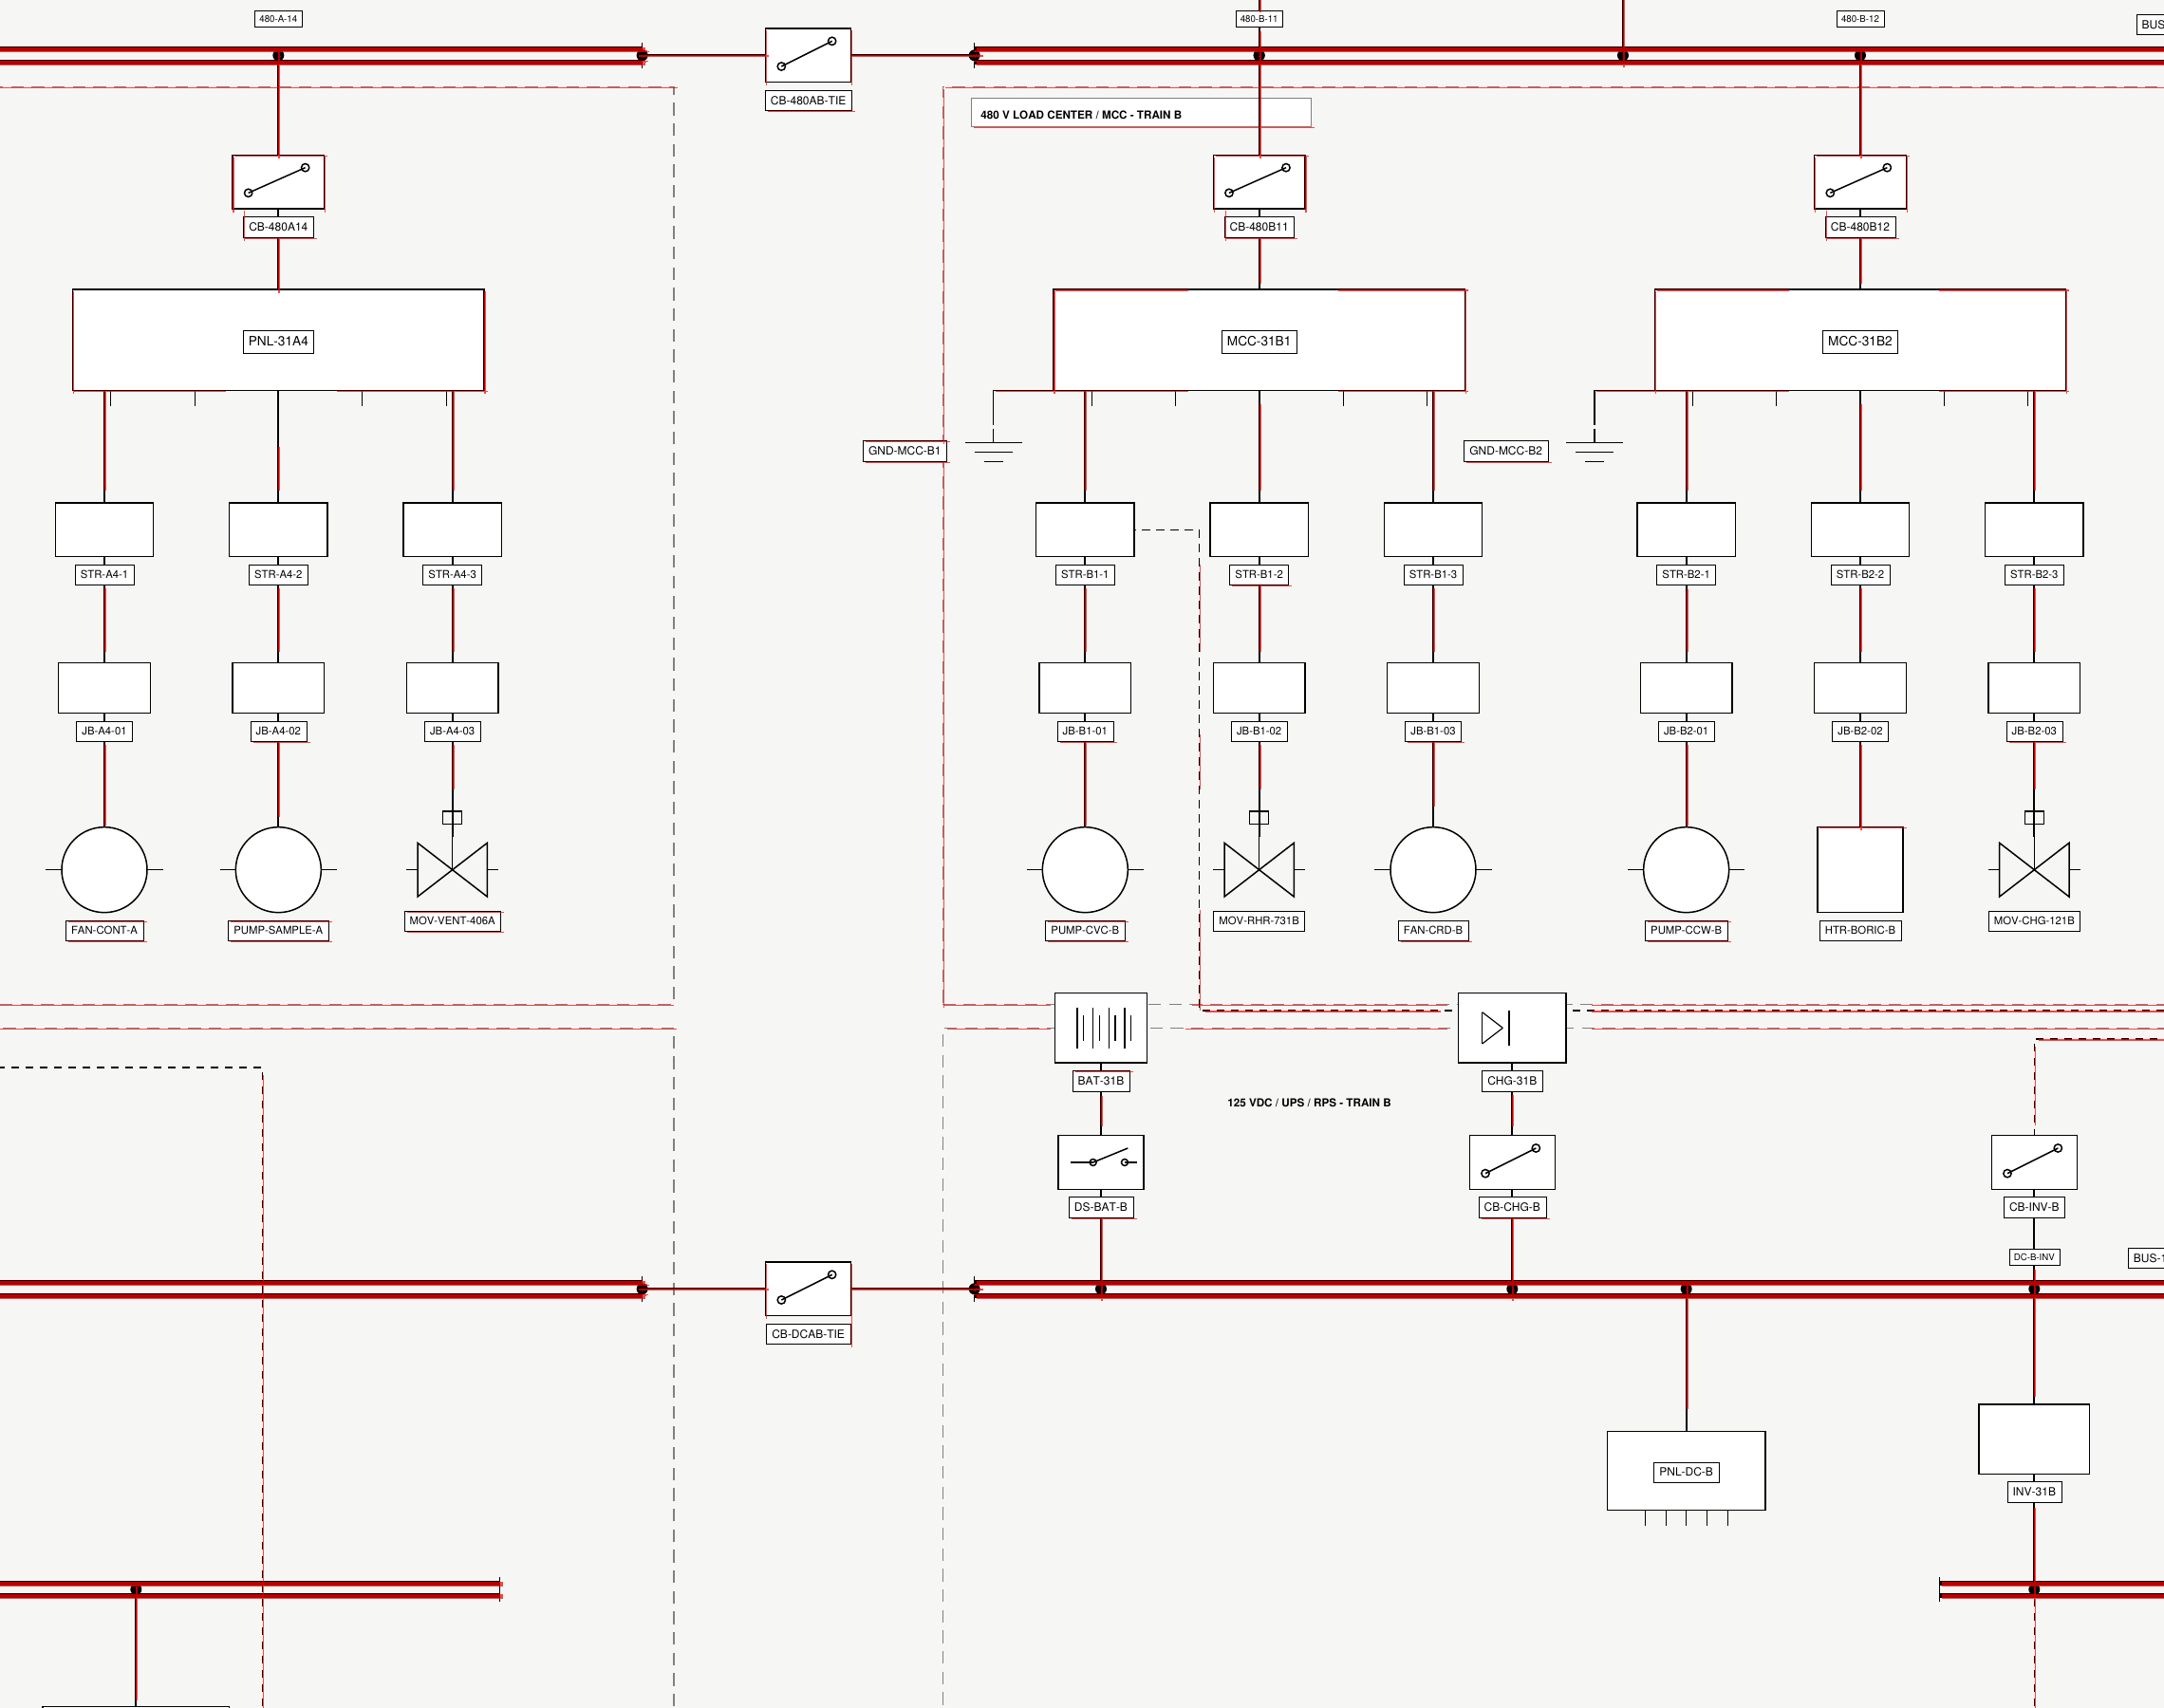 480-A-14
480-B-11
480-B-12
BUS
CB-480AB-TIE
480 V LOAD CENTER / MCC - TRAIN B
CB-480A14
CB-480B11
CB-480B12
PNL-31A4
MCC-31B1
MCC-31B2
GND-MCC-B1
GND-MCC-B2
STR-A4-1
STR-A4-2
STR-A4-3
STR-B1-1
STR-B1-2
STR-B1-3
STR-B2-1
STR-B2-2
STR-B2-3
JB-A4-01
JB-A4-02
JB-A4-03
JB-B1-01
JB-B1-02
JB-B1-03
JB-B2-01
JB-B2-02
JB-B2-03
FAN-CONT-A
PUMP-SAMPLE-A
MOV-VENT-406A
PUMP-CVC-B
MOV-RHR-731B
FAN-CRD-B
PUMP-CCW-B
HTR-BORIC-B
MOV-CHG-121B
BAT-31B
CHG-31B
125 VDC / UPS / RPS - TRAIN B
DS-BAT-B
CB-CHG-B
CB-INV-B
DC-B-INV
BUS-1
CB-DCAB-TIE
PNL-DC-B
INV-31B